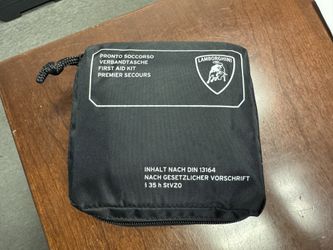 PRONTO SOCCORSO
VERBANDTASCHE
FIRST AID KIT
PREMIER SECOURS
LAMBORGHINI
INHALT NACH DIN 13164
NACH GESETZLICHER VORSCHRIFT
§ 35 h StVZO